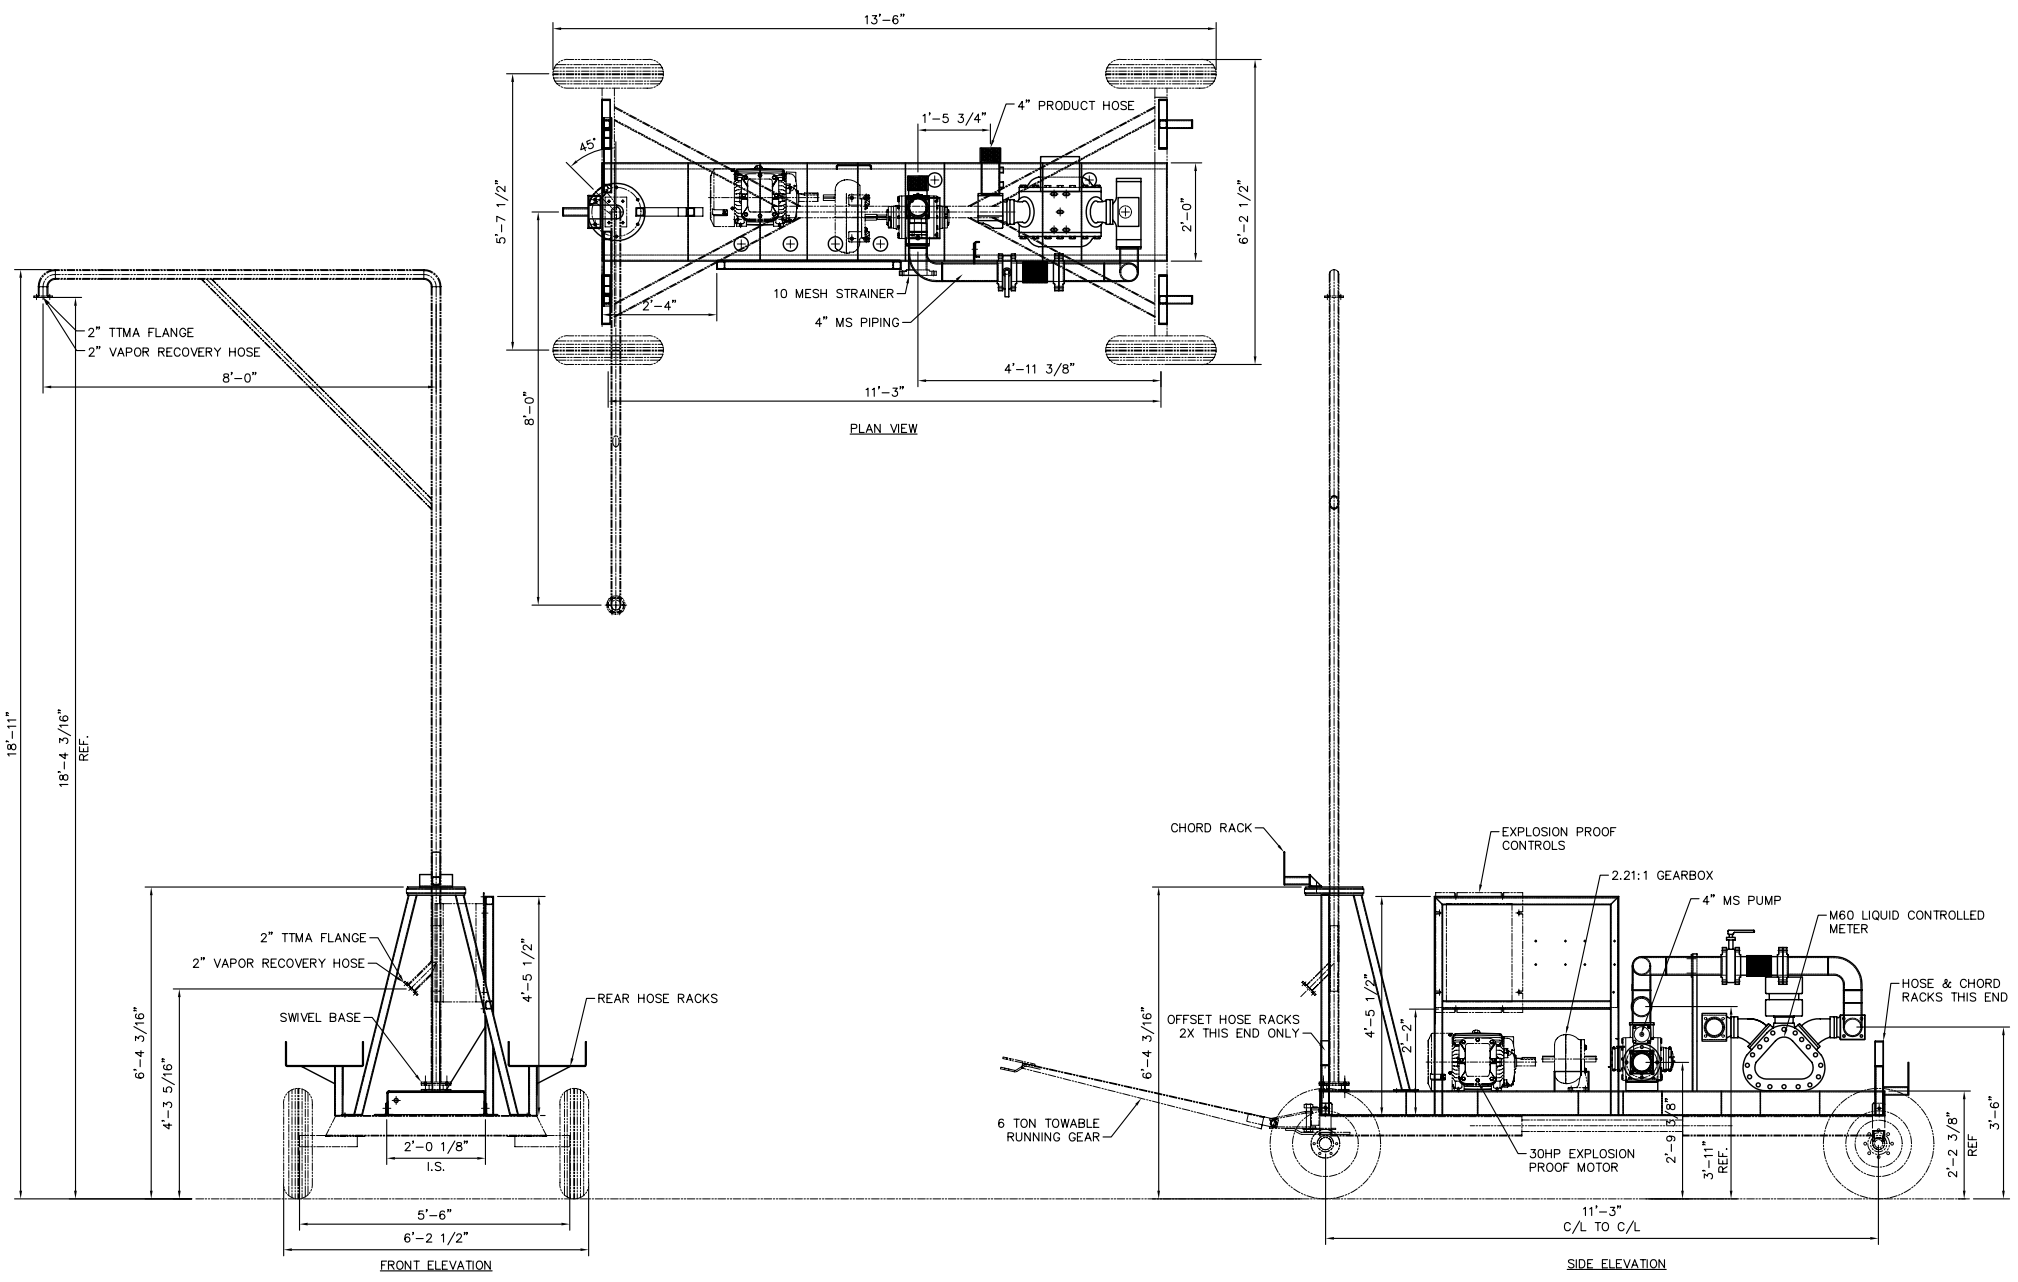 13'-6"
5'-7 1/2"
45°
1'-5 3/4"
4" PRODUCT HOSE
2'-0"
6'-2 1/2"
10 MESH STRAINER
2'-4"
4" MS PIPING
4'-11 3/8"
11'-3"
8'-0"
PLAN VIEW
2" TTMA FLANGE
2" VAPOR RECOVERY HOSE
8'-0"
18'-11"
18'-4 3/16"
REF.
2" TTMA FLANGE
2" VAPOR RECOVERY HOSE
SWIVEL BASE
4'-5 1/2"
REAR HOSE RACKS
6'-4 3/16"
4'-3 5/16"
2'-0 1/8"
I.S.
5'-6"
6'-2 1/2"
FRONT ELEVATION
CHORD RACK
EXPLOSION PROOF
CONTROLS
2.21:1 GEARBOX
4" MS PUMP
M60 LIQUID CONTROLLED
METER
HOSE & CHORD
RACKS THIS END
OFFSET HOSE RACKS
2X THIS END ONLY
6'-4 3/16"
4'-5 1/2"
2'-2"
6 TON TOWABLE
RUNNING GEAR
30HP EXPLOSION
PROOF MOTOR
2'-9 3/8"
3'-11"
REF.
2'-2 3/8"
REF
3'-6"
11'-3"
C/L TO C/L
SIDE ELEVATION